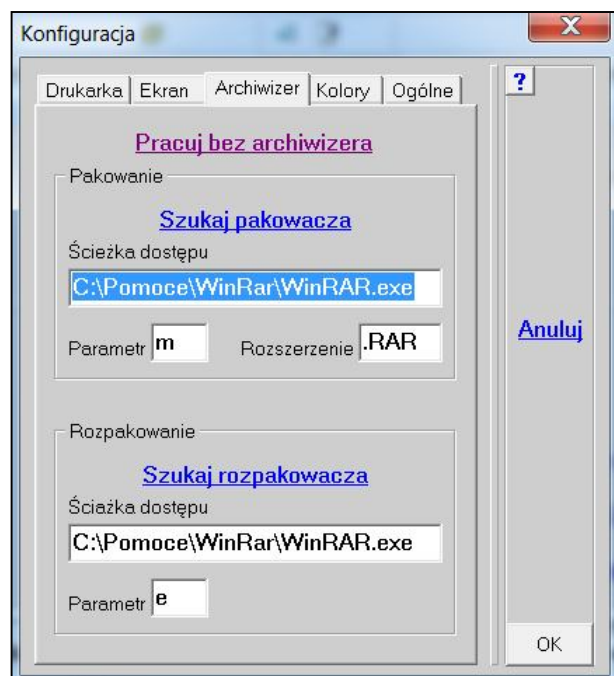 Konfiguracja
X
Drukarka Ekran Archiwizer Kolory Ogólne
?
Pracuj bez archiwizera
Pakowanie
Szukaj pakowacza
Ścieżka dostępu
C:\Pomoce\WinRar\WinRAR.exe
Parametr m Rozszerzenie .RAR
Anuluj
Rozpakowanie
Szukaj rozpakowacza
Ściażka dostępu
C:\Pomoce\WinRar\WinRAR.exe
Parametr e
OK